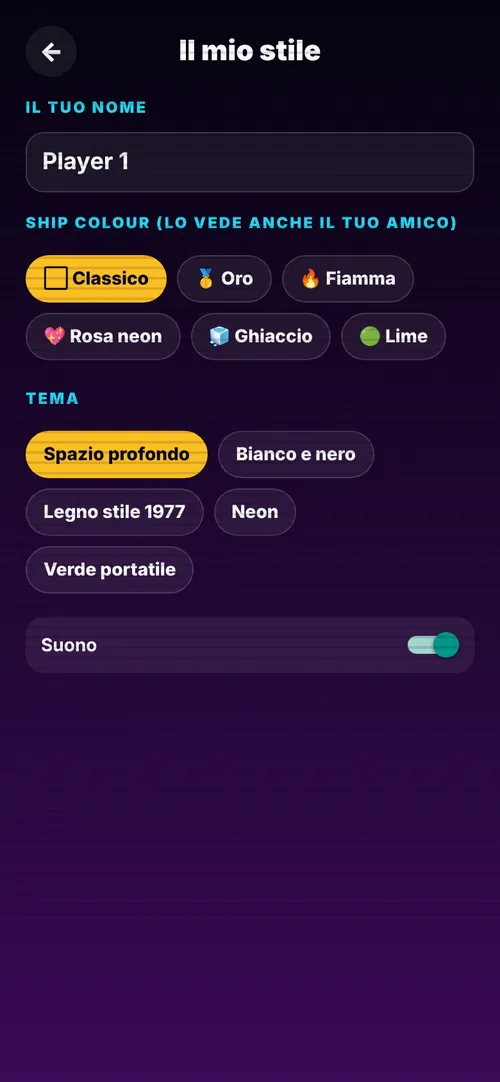 Il mio stile
IL TUO NOME
Player 1
SHIP COLOUR (LO VEDE ANCHE IL TUO AMICO)
Classico
🥇 Oro
🔥 Fiamma
💖 Rosa neon
🧊 Ghiaccio
🟢 Lime
TEMA
Spazio profondo
Bianco e nero
Legno stile 1977
Neon
Verde portatile
Suono